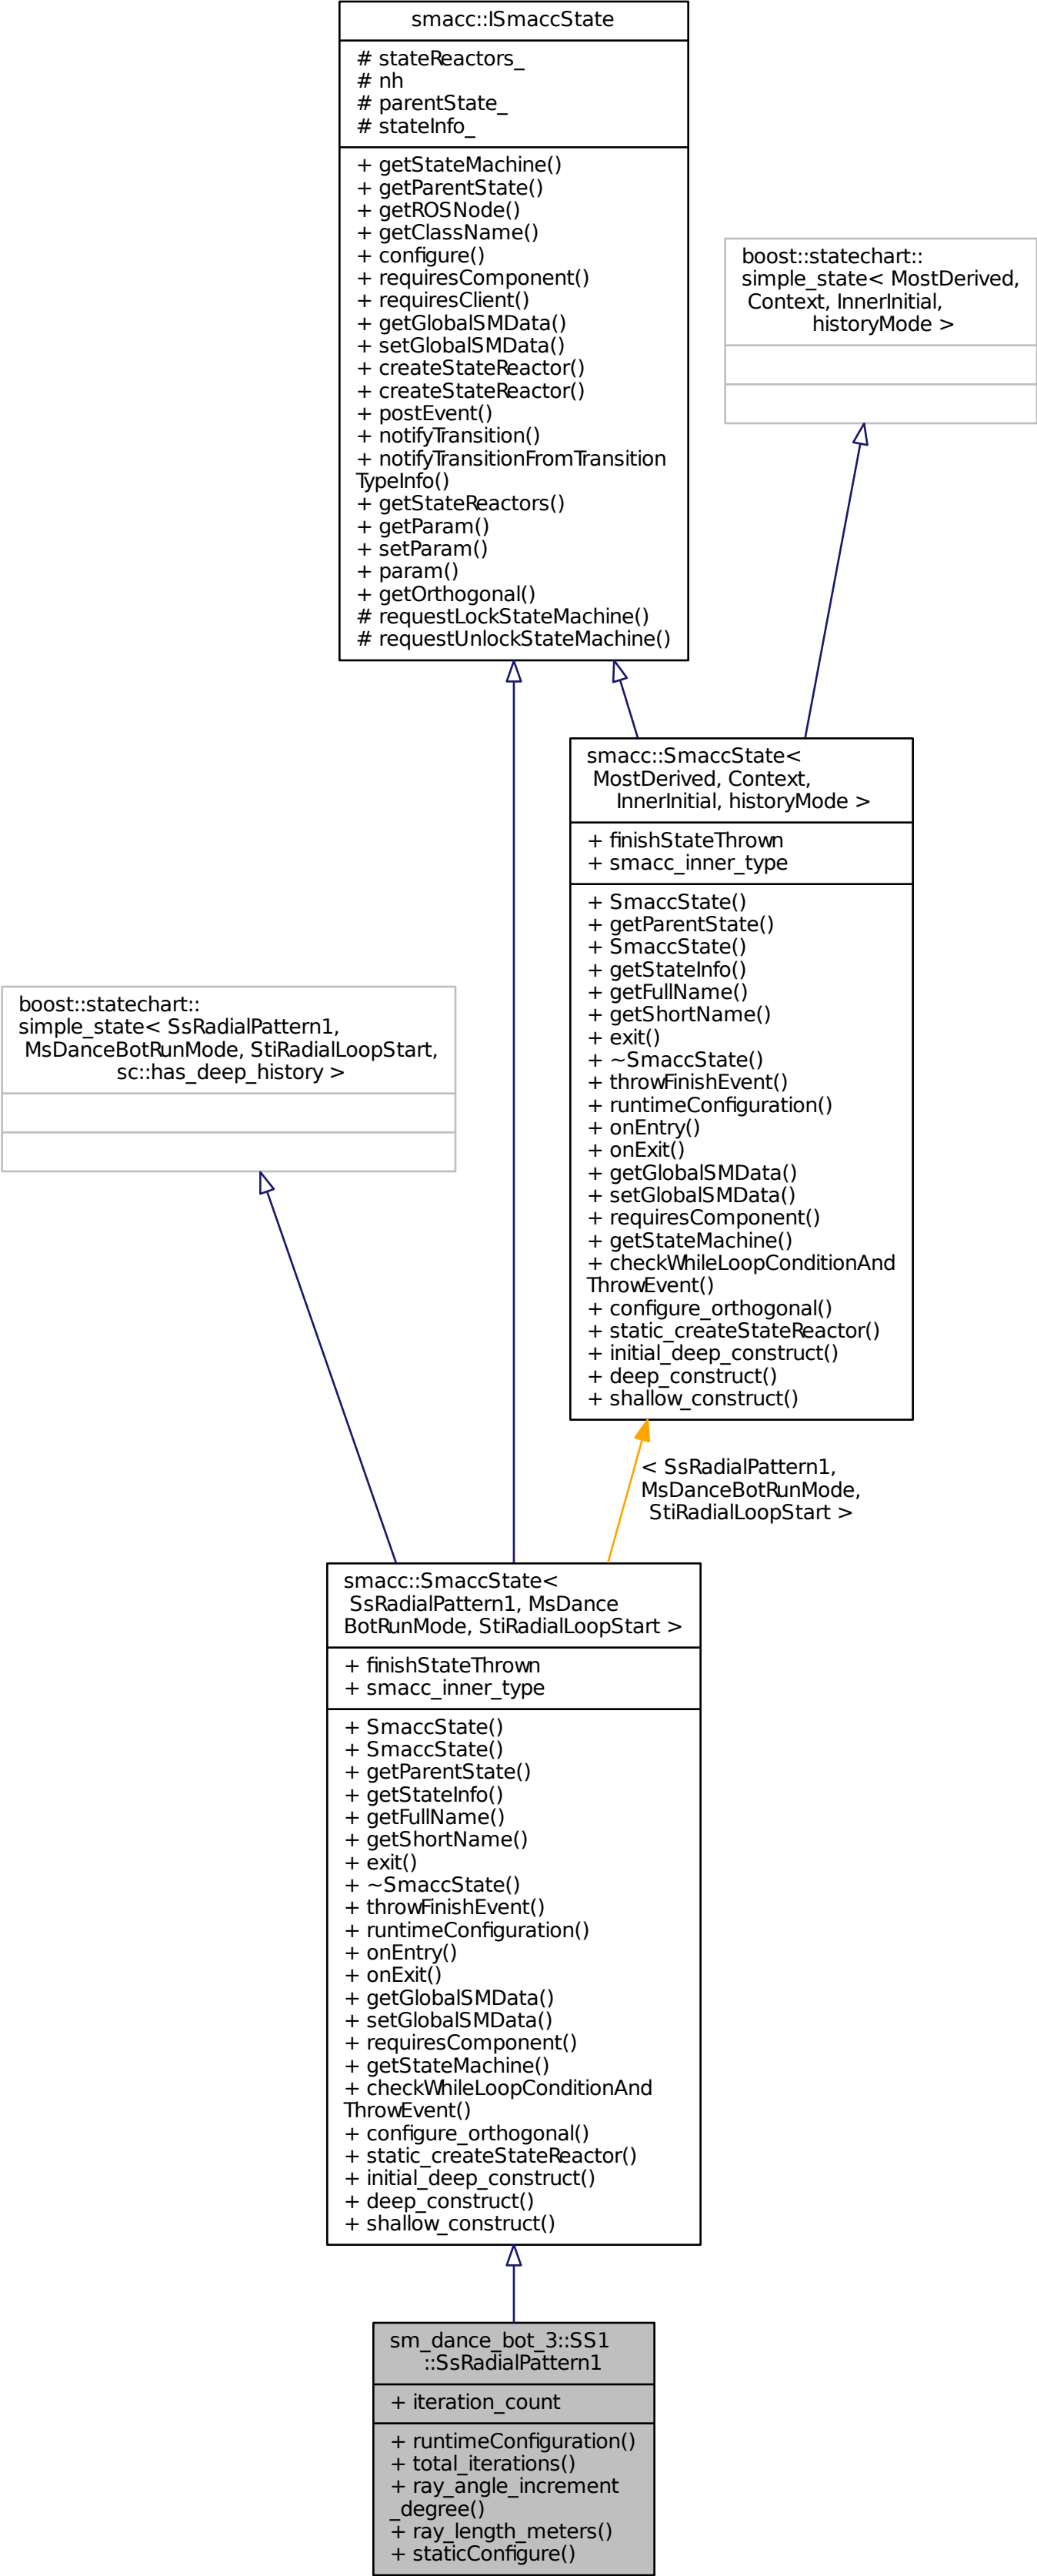 smacc::ISmaccState
# stateReactors_
# nh
# parentState_
# stateInfo_
+ getStateMachine()
+ getParentState()
+ getROSNode()
+ getClassName()
+ configure()
+ requiresComponent()
+ requiresClient()
+ getGlobalSMData()
+ setGlobalSMData()
+ createStateReactor()
+ createStateReactor()
+ postEvent()
+ notifyTransition()
+ notifyTransitionFromTransition
TypeInfo()
+ getStateReactors()
+ getParam()
+ setParam()
+ param()
+ getOrthogonal()
# requestLockStateMachine()
# requestUnlockStateMachine()
boost::statechart::
simple_state< MostDerived,
Context, InnerInitial,
historyMode >
smacc::SmaccState<
MostDerived, Context,
InnerInitial, historyMode >
+ finishStateThrown
+ smacc_inner_type
+ SmaccState()
+ getParentState()
+ SmaccState()
+ getStateInfo()
+ getFullName()
+ getShortName()
+ exit()
+ ~SmaccState()
+ throwFinishEvent()
+ runtimeConfiguration()
+ onEntry()
+ onExit()
+ getGlobalSMData()
+ setGlobalSMData()
+ requiresComponent()
+ getStateMachine()
+ checkWhileLoopConditionAnd
ThrowEvent()
+ configure_orthogonal()
+ static_createStateReactor()
+ initial_deep_construct()
+ deep_construct()
+ shallow_construct()
boost::statechart::
simple_state< SsRadialPattern1,
MsDanceBotRunMode, StiRadialLoopStart,
sc::has_deep_history >
< SsRadialPattern1,
MsDanceBotRunMode,
StiRadialLoopStart >
smacc::SmaccState<
SsRadialPattern1, MsDance
BotRunMode, StiRadialLoopStart >
+ finishStateThrown
+ smacc_inner_type
+ SmaccState()
+ SmaccState()
+ getParentState()
+ getStateInfo()
+ getFullName()
+ getShortName()
+ exit()
+ ~SmaccState()
+ throwFinishEvent()
+ runtimeConfiguration()
+ onEntry()
+ onExit()
+ getGlobalSMData()
+ setGlobalSMData()
+ requiresComponent()
+ getStateMachine()
+ checkWhileLoopConditionAnd
ThrowEvent()
+ configure_orthogonal()
+ static_createStateReactor()
+ initial_deep_construct()
+ deep_construct()
+ shallow_construct()
sm_dance_bot_3::SS1
::SsRadialPattern1
+ iteration_count
+ runtimeConfiguration()
+ total_iterations()
+ ray_angle_increment
_degree()
+ ray_length_meters()
+ staticConfigure()